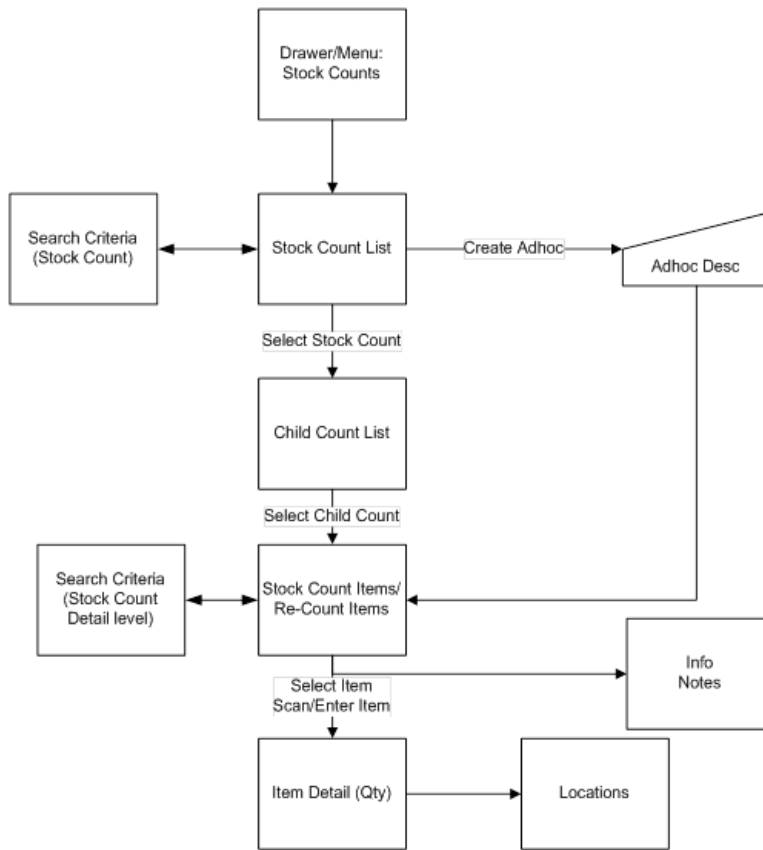 Drawer/Menu:
Stock Counts
Search Criteria
(Stock Count)
Stock Count List
Create Adhoc
Adhoc Desc
Select Stock Count
Child Count List
Select Child Count
Search Criteria
(Stock Count
Detail level)
Stock Count Items/
Re-Count Items
Info
Notes
Select Item
Scan/Enter Item
Item Detail (Qty)
Locations